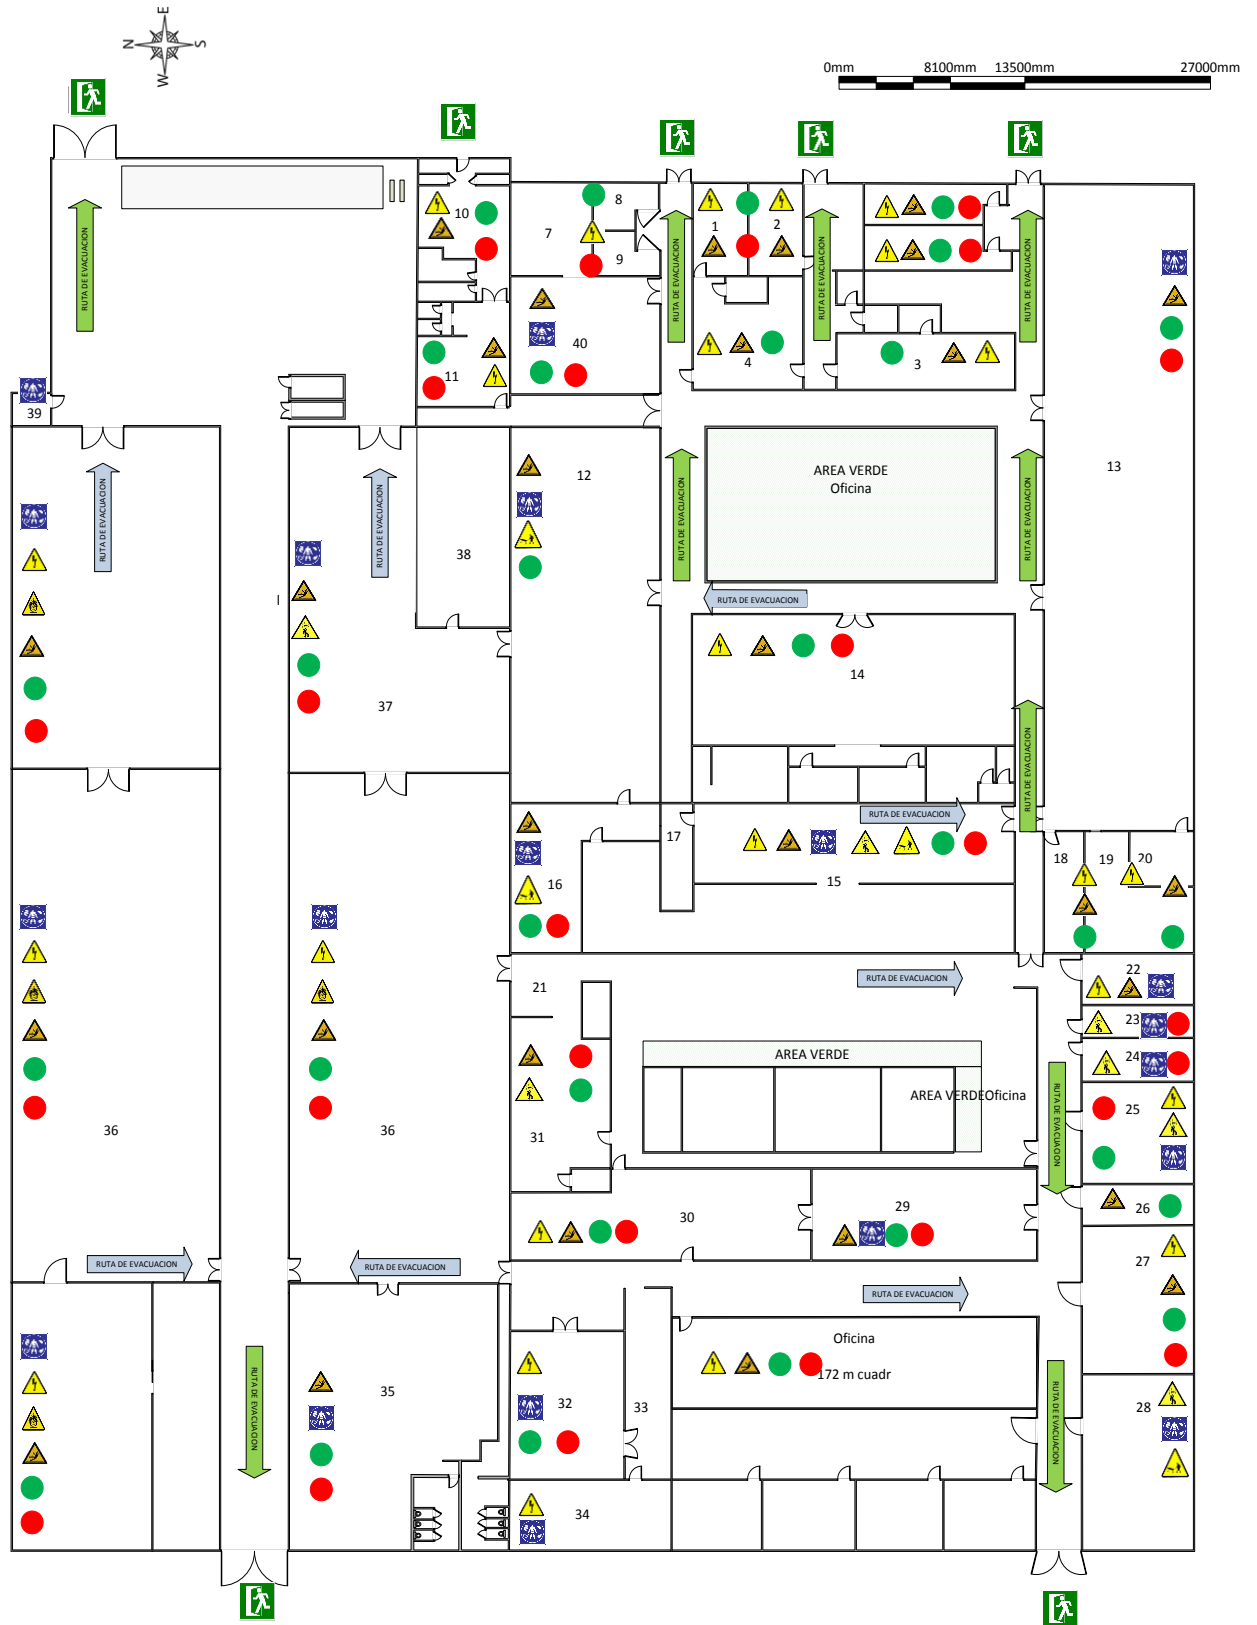 E
N
S
W
0mm 8100mm 13500mm 27000mm
RUTA DE EVACUACION
10
7
8
9
1
2
RUTA DE EVACUACION
RUTA DE EVACUACION
RUTA DE EVACUACION
40
4
3
11
39
RUTA DE EVACUACION
RUTA DE EVACUACION
38
12
RUTA DE EVACUACION
AREA VERDE
Oficina
RUTA DE EVACUACION
13
RUTA DE EVACUACION
14
37
RUTA DE EVACUACION
RUTA DE EVACUACION
17
16
15
18
19
20
21
RUTA DE EVACUACION
22
23
24
AREA VERDE
AREA VERDEOficina
RUTA DE EVACUACION
25
36
36
31
26
30
29
27
RUTA DE EVACUACION
RUTA DE EVACUACION
RUTA DE EVACUACION
Oficina
172 m cuadr
RUTA DE EVACUACION
35
32
33
RUTA DE EVACUACION
28
34